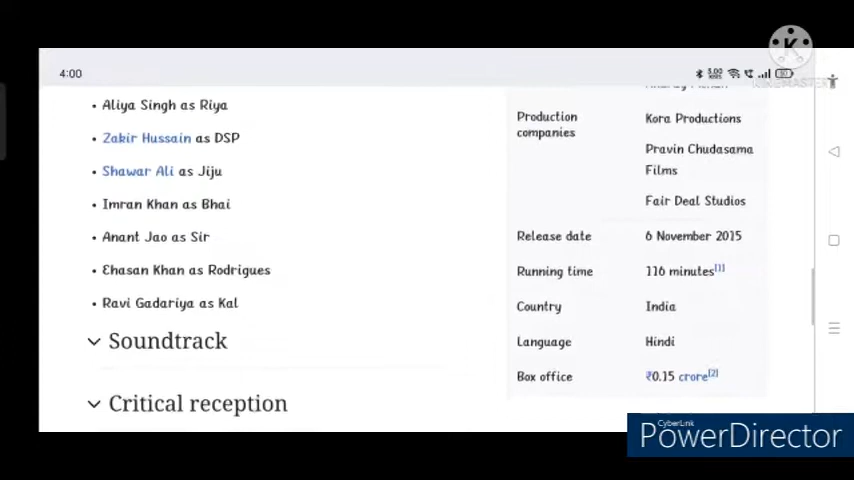 4:00
Aliya Singh as Riya
Zakir Hussain as DSP
Shawar Ali as Jiju
Imran Khan as Bhai
Anant Jao as Sir
Ehasan Khan as Rodrigues
Ravi Gadariya as Kal
Soundtrack
Critical reception
Production
companies
Kora Productions
Pravin Chudasama
Films
Fair Deal Studios
Release date
6 November 2015
Running time
116 minutes[1]
Country
India
Language
Hindi
Box office
₹0.15 crore[2]
K
KINEMASTER
CyberLink
PowerDirector